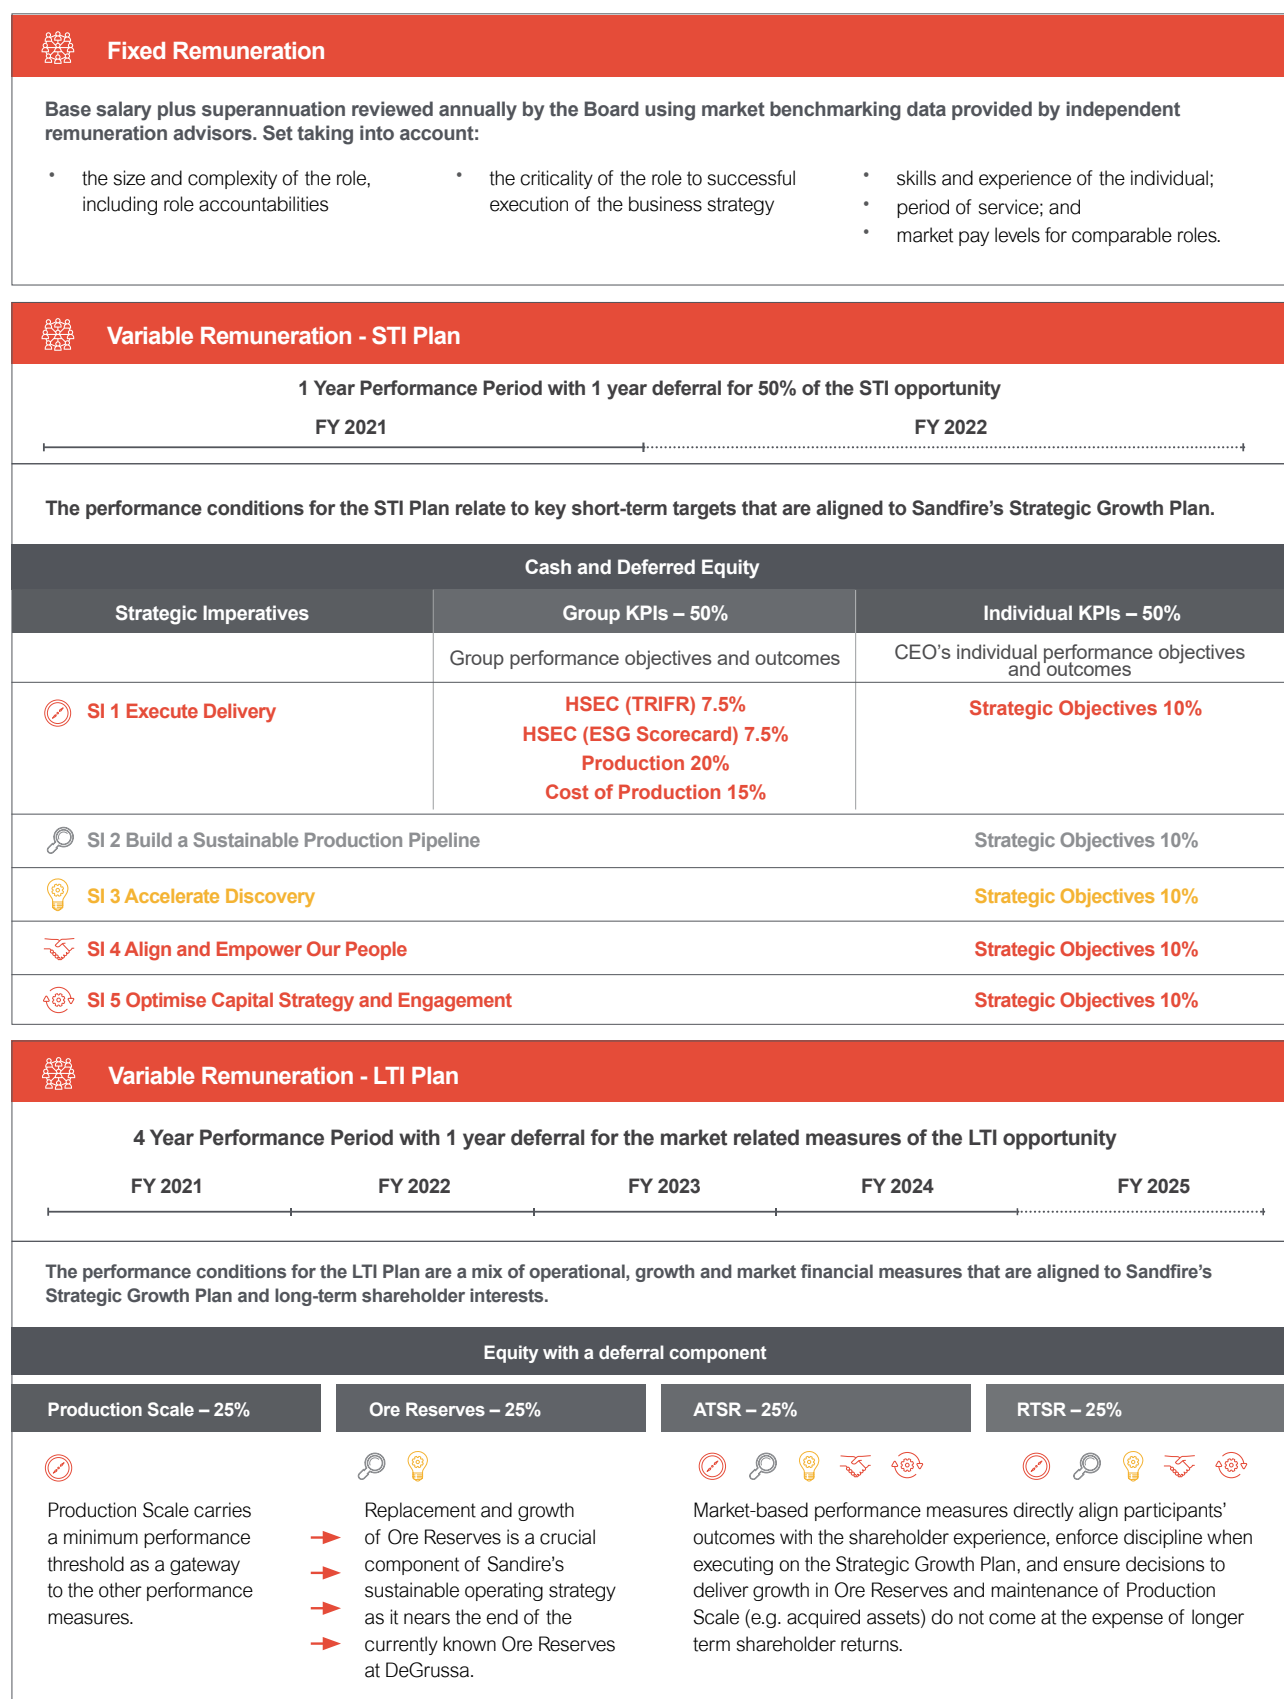 Fixed Remuneration
Base salary plus superannuation reviewed annually by the Board using market benchmarking data provided by independent
remuneration advisors. Set taking into account:
• the size and complexity of the role,
including role accountabilities
• the criticality of the role to successful
execution of the business strategy
• skills and experience of the individual;
• period of service; and
• market pay levels for comparable roles.
Variable Remuneration - STI Plan
1 Year Performance Period with 1 year deferral for 50% of the STI opportunity
FY 2021 FY 2022
The performance conditions for the STI Plan relate to key short-term targets that are aligned to Sandfire's Strategic Growth Plan.
Cash and Deferred Equity
Strategic Imperatives Group KPIs – 50% Individual KPIs – 50%
Group performance objectives and outcomes
CEO's individual performance objectives
and outcomes
SI 1 Execute Delivery
HSEC (TRIFR) 7.5%
HSEC (ESG Scorecard) 7.5%
Production 20%
Cost of Production 15%
Strategic Objectives 10%
SI 2 Build a Sustainable Production Pipeline Strategic Objectives 10%
SI 3 Accelerate Discovery Strategic Objectives 10%
SI 4 Align and Empower Our People Strategic Objectives 10%
SI 5 Optimise Capital Strategy and Engagement Strategic Objectives 10%
Variable Remuneration - LTI Plan
4 Year Performance Period with 1 year deferral for the market related measures of the LTI opportunity
FY 2021 FY 2022 FY 2023 FY 2024 FY 2025
The performance conditions for the LTI Plan are a mix of operational, growth and market financial measures that are aligned to Sandfire's
Strategic Growth Plan and long-term shareholder interests.
Equity with a deferral component
Production Scale – 25% Ore Reserves – 25% ATSR – 25% RTSR – 25%
Production Scale carries
a minimum performance
threshold as a gateway
to the other performance
measures.
Replacement and growth
of Ore Reserves is a crucial
component of Sandire's
sustainable operating strategy
as it nears the end of the
currently known Ore Reserves
at DeGrussa.
Market-based performance measures directly align participants'
outcomes with the shareholder experience, enforce discipline when
executing on the Strategic Growth Plan, and ensure decisions to
deliver growth in Ore Reserves and maintenance of Production
Scale (e.g. acquired assets) do not come at the expense of longer
term shareholder returns.